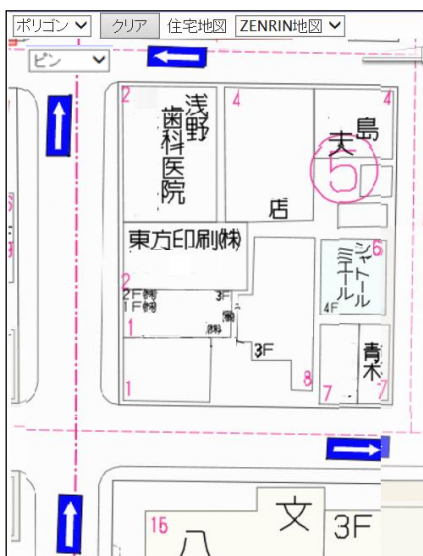 ポリゴン
クリア
住宅地図
ZENRIN地図
ピン
2
浅野
歯科医院
4
4
島
夫
5
店
東方印刷㈱
2
2F㈱
1F㈱
3F
㈱
1
3F
8
1
6
シャトール
ミエール
4F
青木
7
7
15
八
文
3F